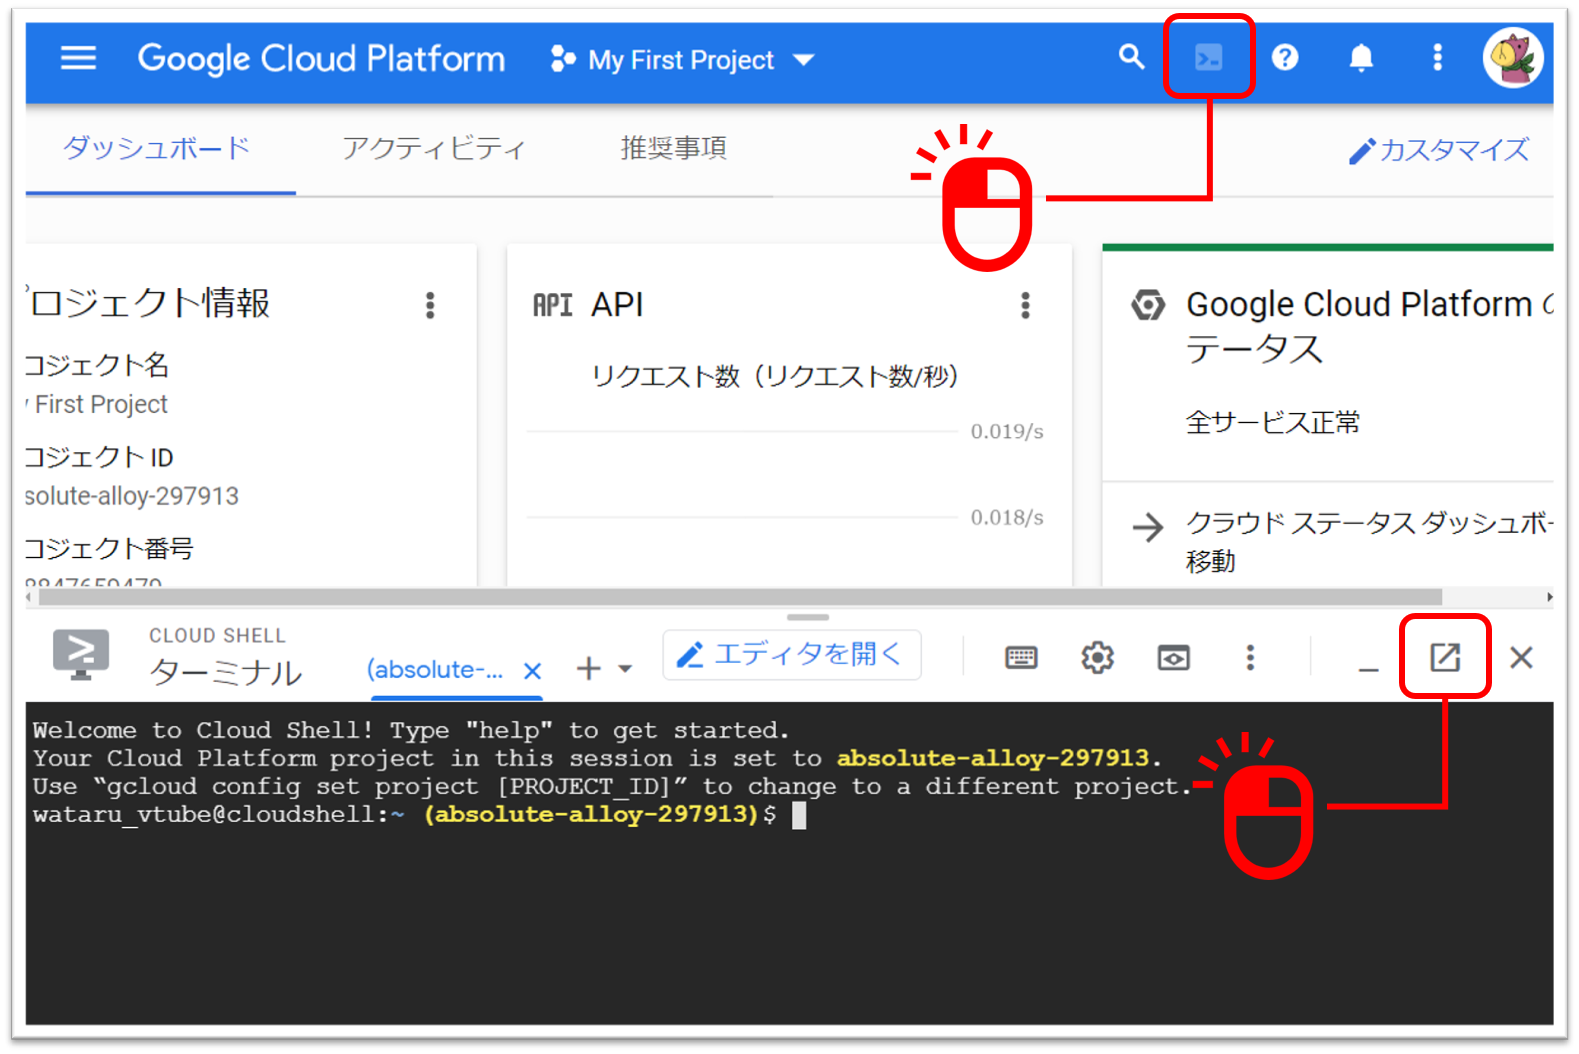 Google Cloud Platform
My First Project
ダッシュボード
アクティビティ
推奨事項
カスタマイズ
ロジェクト情報
ロジェクト名
First Project
ロジェクト ID
solute-alloy-297913
ロジェクト番号
API API
リクエスト数（リクエスト数/秒）
0.019/s
0.018/s
Google Cloud Platform の
テータス
全サービス正常
クラウド ステータス ダッシュボー
移動
CLOUD SHELL
ターミナル
(absolute-...
エディタを開く
Welcome to Cloud Shell! Type "help" to get started.
Your Cloud Platform project in this session is set to absolute-alloy-297913.
Use “gcloud config set project [PROJECT_ID]” to change to a different project.
wataru_vtube@cloudshell:~ (absolute-alloy-297913)$